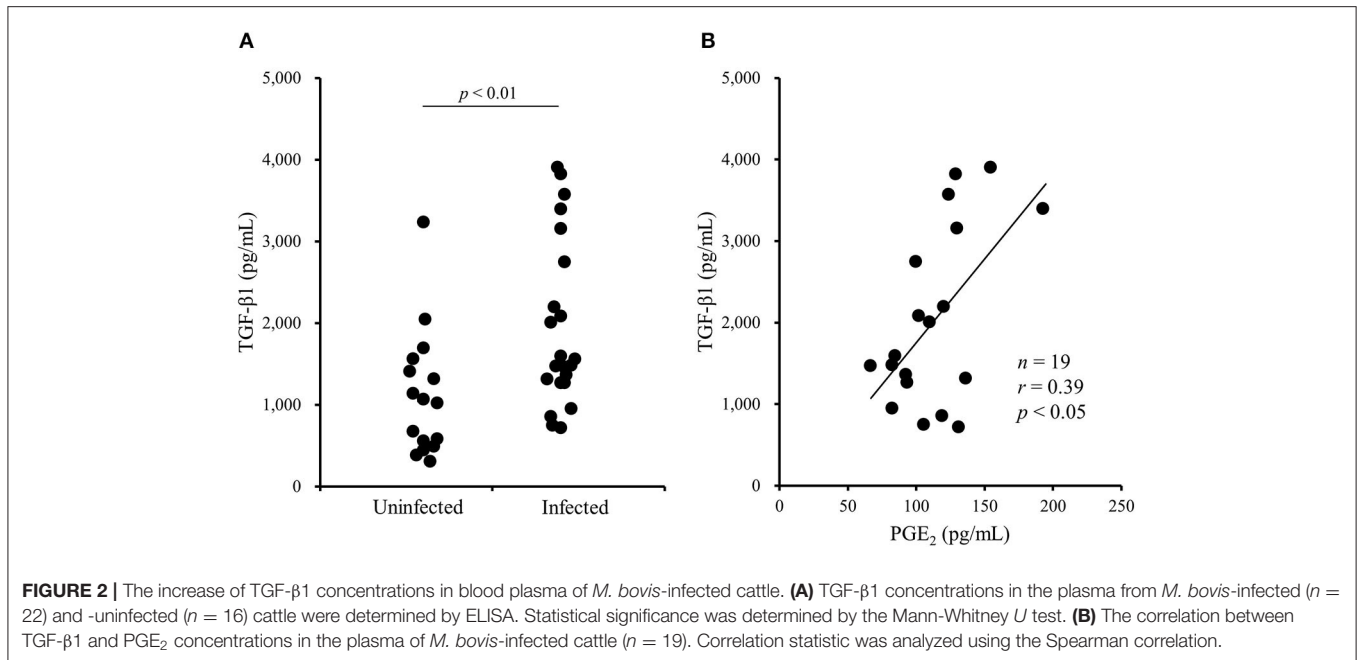 A
5,000
4,000
3,000
2,000
1,000
0
TGF-β1 (pg/mL)
p < 0.01
Uninfected
Infected
B
5,000
4,000
3,000
2,000
1,000
0
TGF-β1 (pg/mL)
n = 19
r = 0.39
p < 0.05
0
50
100
150
200
250
PGE₂ (pg/mL)
FIGURE 2 | The increase of TGF-β1 concentrations in blood plasma of M. bovis-infected cattle. (A) TGF-β1 concentrations in the plasma from M. bovis-infected (n =
22) and -uninfected (n = 16) cattle were determined by ELISA. Statistical significance was determined by the Mann-Whitney U test. (B) The correlation between
TGF-β1 and PGE₂ concentrations in the plasma of M. bovis-infected cattle (n = 19). Correlation statistic was analyzed using the Spearman correlation.